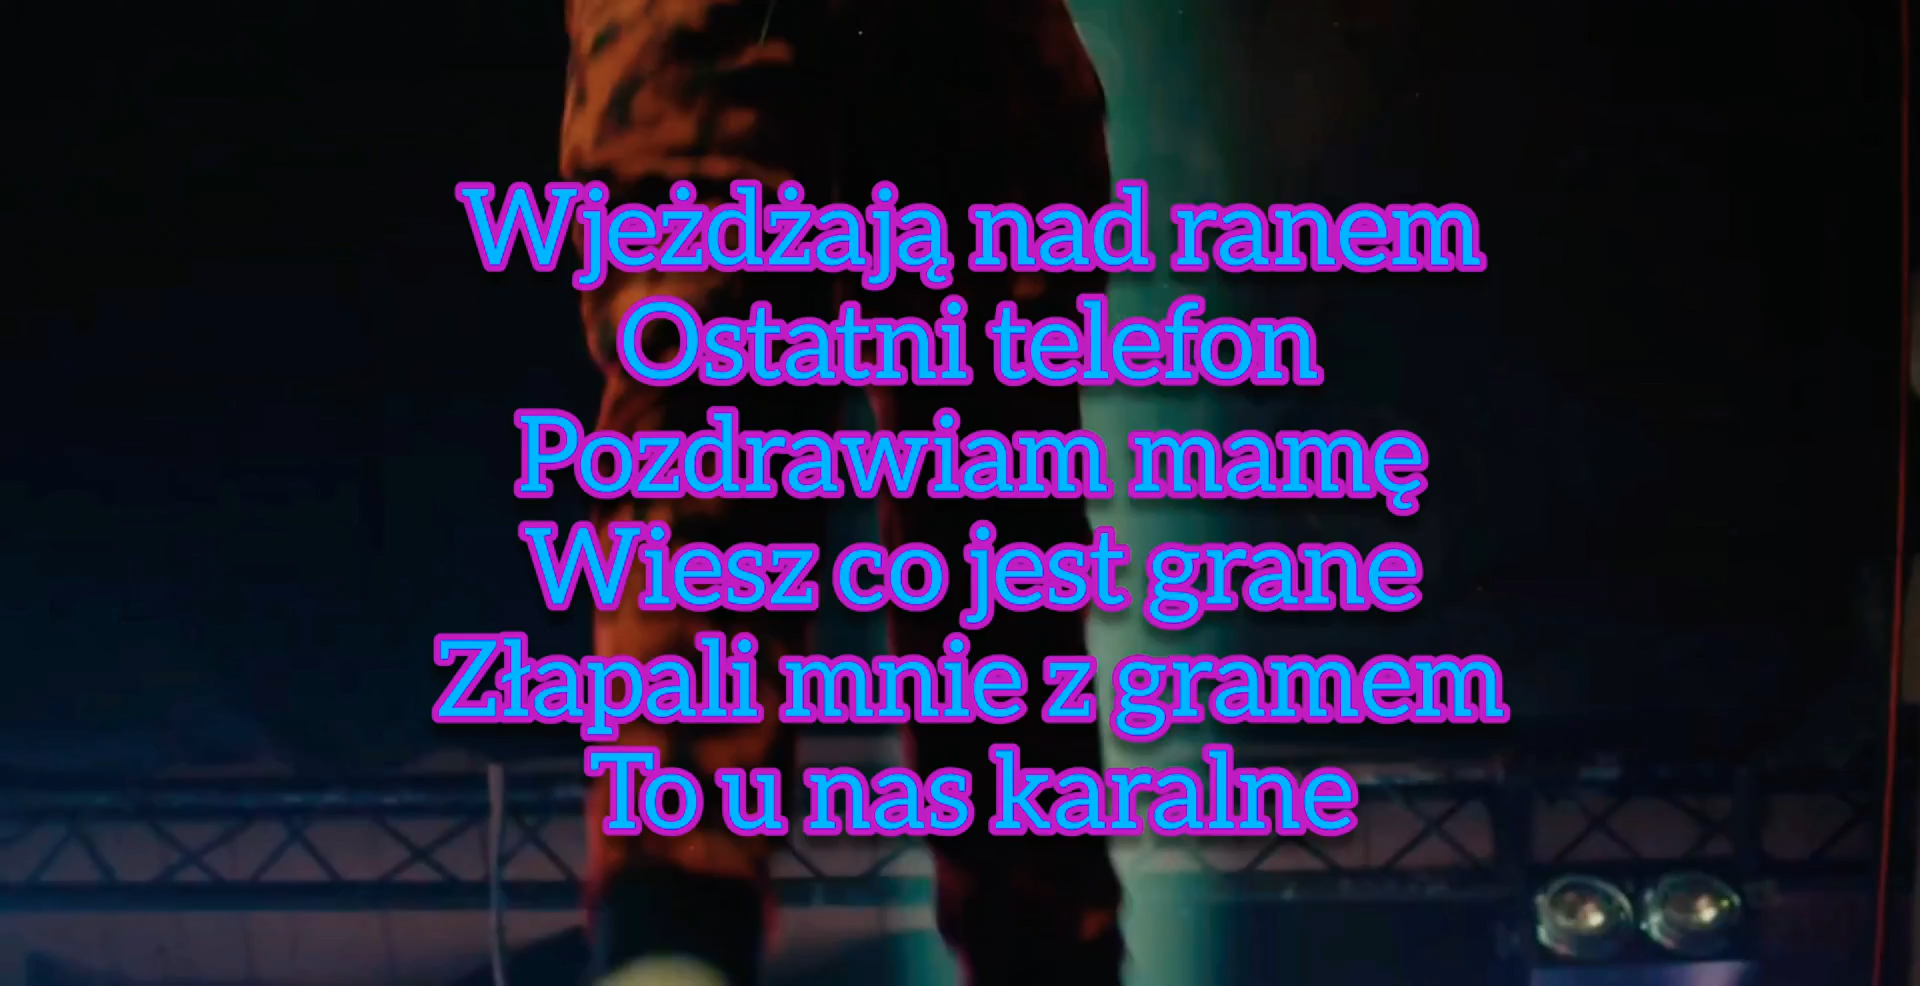 Wjeżdżają nad ranem
Ostatni telefon
Pozdrawiam mamę
Wiesz co jest grane
Złapali mnie z gramem
To u nas karalne